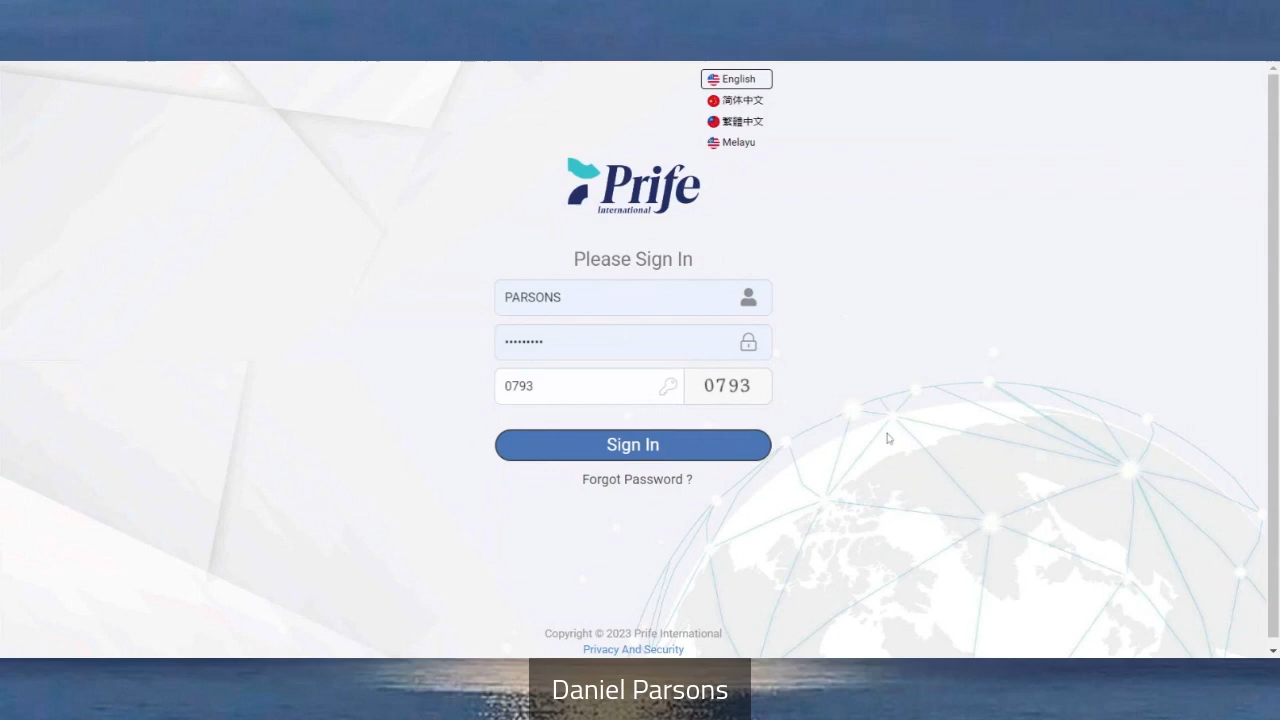 English
简体中文
繁體中文
Melayu
Prife
International
Please Sign In
PARSONS
•••••••••
0793
0793
Sign In
Forgot Password ?
Copyright © 2023 Prife International
Privacy And Security
Daniel Parsons